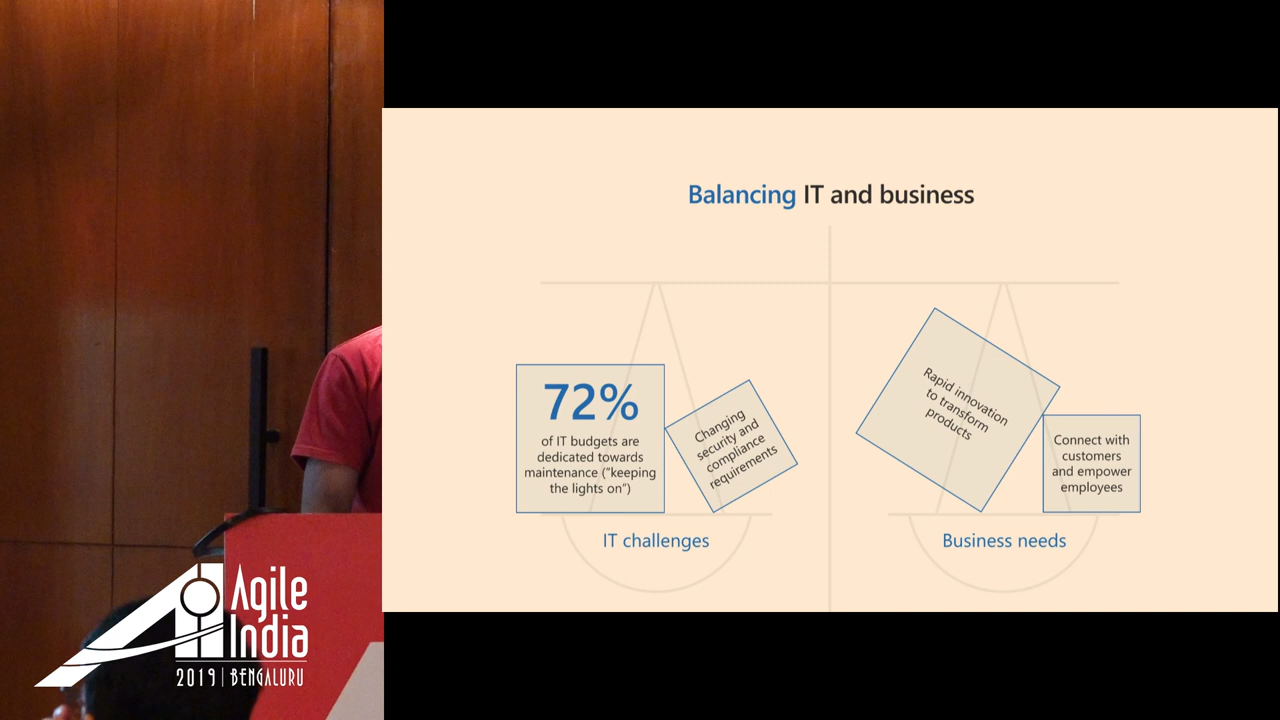 Balancing IT and business
72%
of IT budgets are
dedicated towards
maintenance (“keeping
the lights on”)
Changing
security and
compliance
requirements
IT challenges
Rapid innovation
to transform
products
Connect with
customers
and empower
employees
Business needs
Agile
India
2019 | BENGALURU